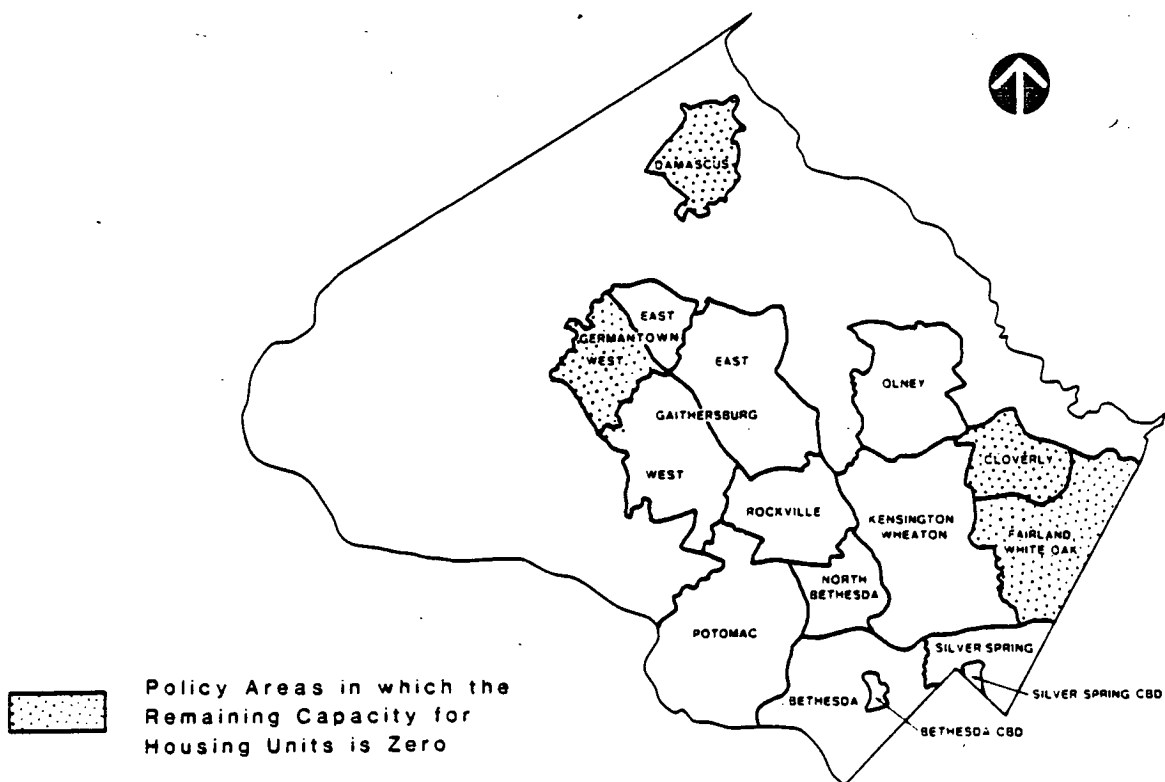 DAMASCUS
EAST
GERMANTOWN
WEST
EAST
OLNEY
GAITHERSBURG
CLOVERLY
WEST
ROCKVILLE
KENSINGTON
WHEATON
FAIRLAND
WHITE OAK
NORTH
BETHESDA
POTOMAC
SILVER SPRING
SILVER SPRING CBD
BETHESDA
BETHESDA CBD
Policy Areas in which the
Remaining Capacity for
Housing Units is Zero